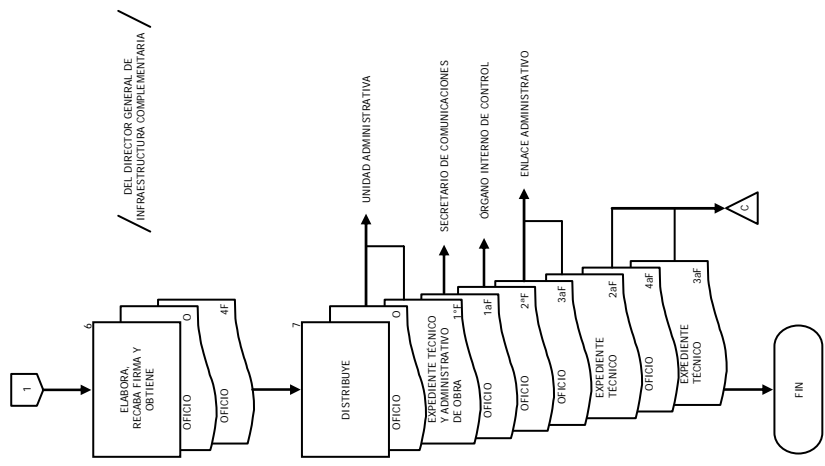 1
6
ELABORA,
RECABA FIRMA Y
OBTIENE
OFICIO
O
OFICIO
4F
DEL DIRECTOR GENERAL DE
INFRAESTRUCTURA COMPLEMENTARIA
7
DISTRIBUYE
OFICIO
O
UNIDAD ADMINISTRATIVA
EXPEDIENTE TÉCNICO
Y ADMINISTRATIVO
DE OBRA
1°F
SECRETARIO DE COMUNICACIONES
OFICIO
1aF
ÓRGANO INTERNO DE CONTROL
OFICIO
2ªF
ENLACE ADMINISTRATIVO
OFICIO
3aF
EXPEDIENTE
TÉCNICO
2aF
OFICIO
4aF
EXPEDIENTE
TÉCNICO
3aF
C
FIN